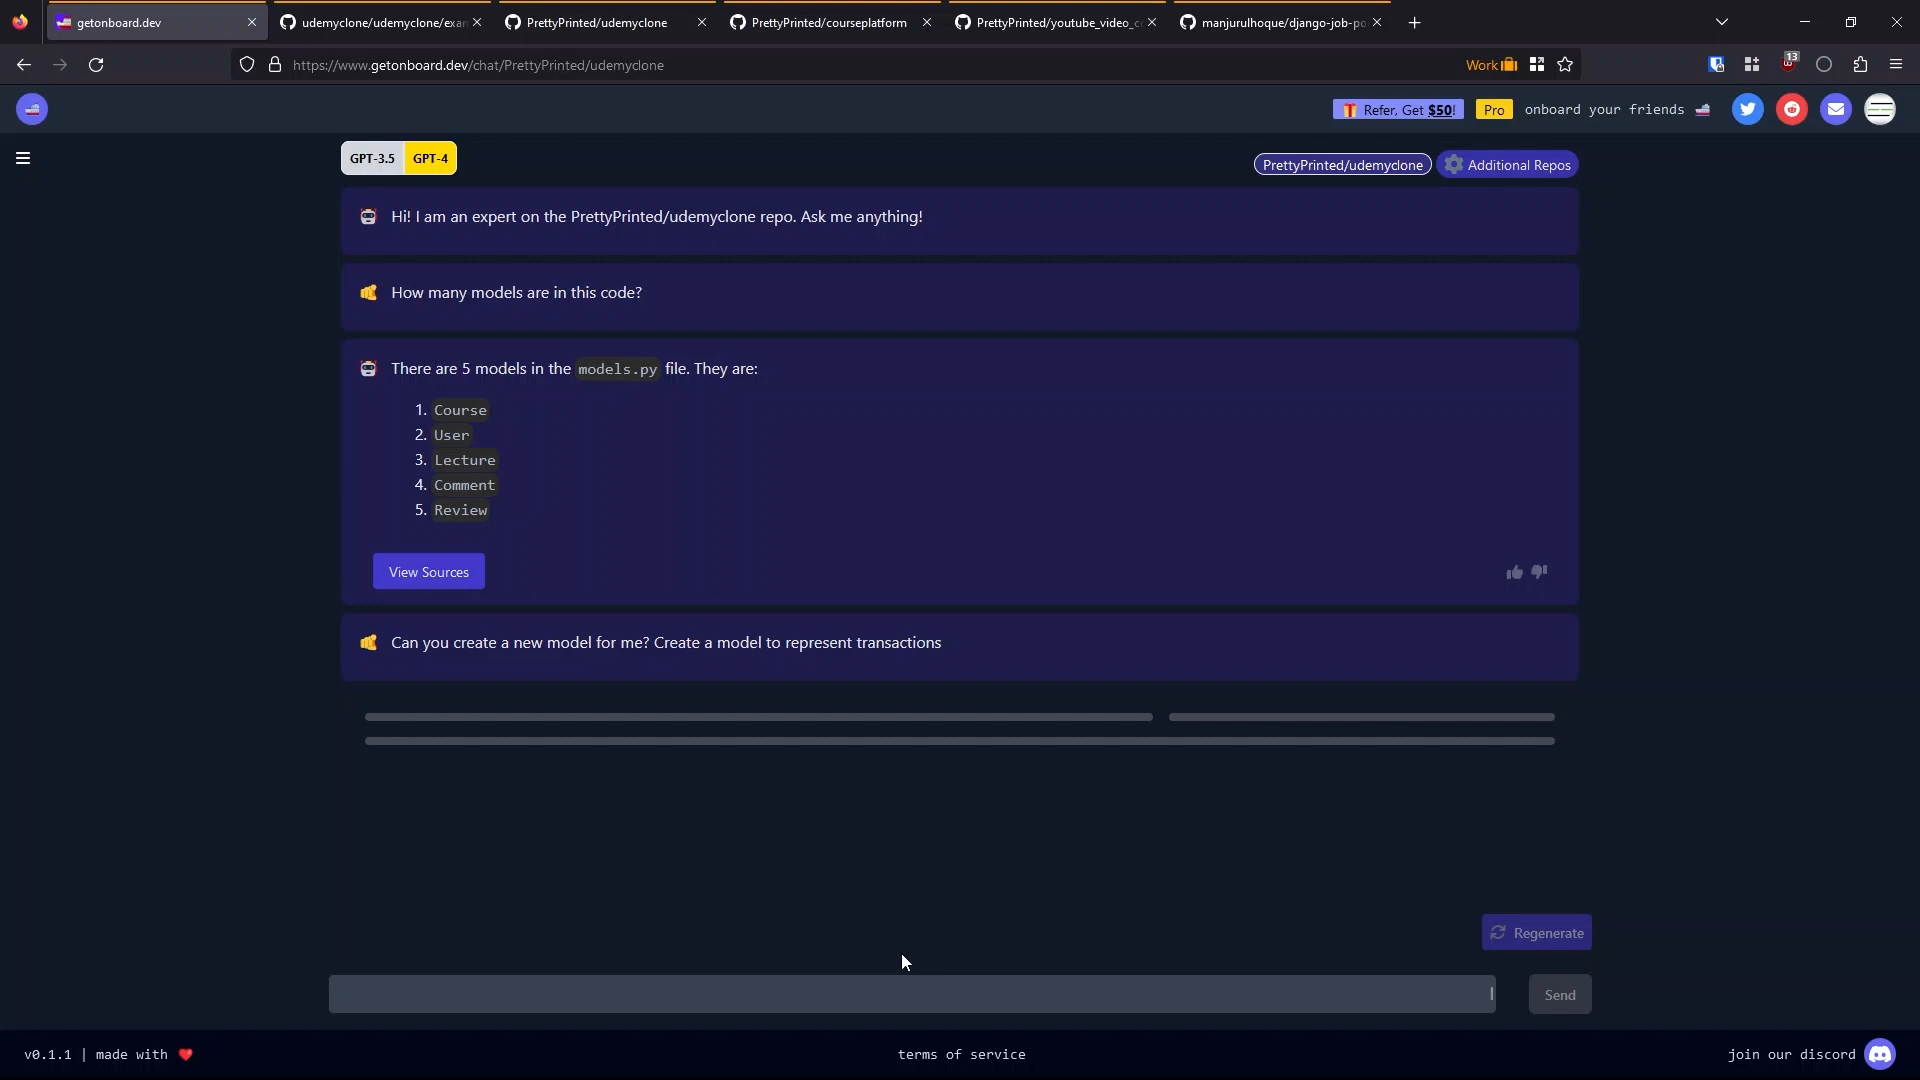 getonboard.dev
udemyclone/udemyclone/exan
PrettyPrinted/udemyclone
PrettyPrinted/courseplatform
PrettyPrinted/youtube_video_c
manjurulhoque/django-job-po
https://www.getonboard.dev/chat/PrettyPrinted/udemyclone
Work
13
Refer, Get $50!
Pro
onboard your friends
GPT-3.5 GPT-4
PrettyPrinted/udemyclone
Additional Repos
Hi! I am an expert on the PrettyPrinted/udemyclone repo. Ask me anything!
How many models are in this code?
There are 5 models in the models.py file. They are:
1. Course
2. User
3. Lecture
4. Comment
5. Review
View Sources
Can you create a new model for me? Create a model to represent transactions
Regenerate
Send
v0.1.1 | made with
terms of service
join our discord